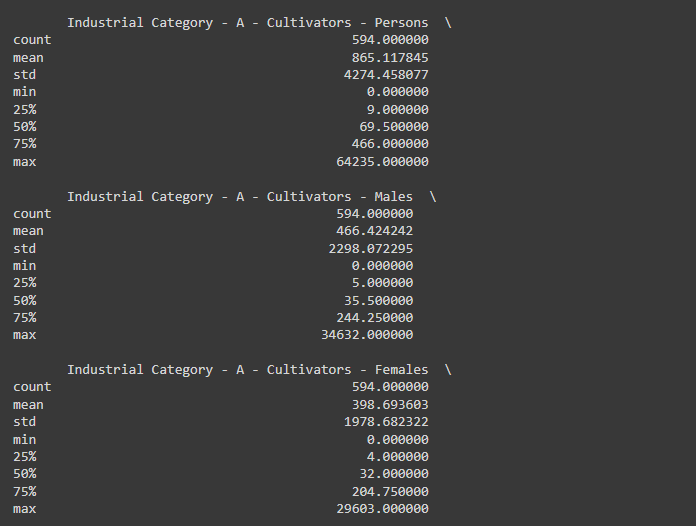 Industrial Category - A - Cultivators - Persons \
count 594.000000
mean 865.117845
std 4274.458077
min 0.000000
25% 9.000000
50% 69.500000
75% 466.000000
max 64235.000000
Industrial Category - A - Cultivators - Males \
count 594.000000
mean 466.424242
std 2298.072295
min 0.000000
25% 5.000000
50% 35.500000
75% 244.250000
max 34632.000000
Industrial Category - A - Cultivators - Females \
count 594.000000
mean 398.693603
std 1978.682322
min 0.000000
25% 4.000000
50% 32.000000
75% 204.750000
max 29603.000000